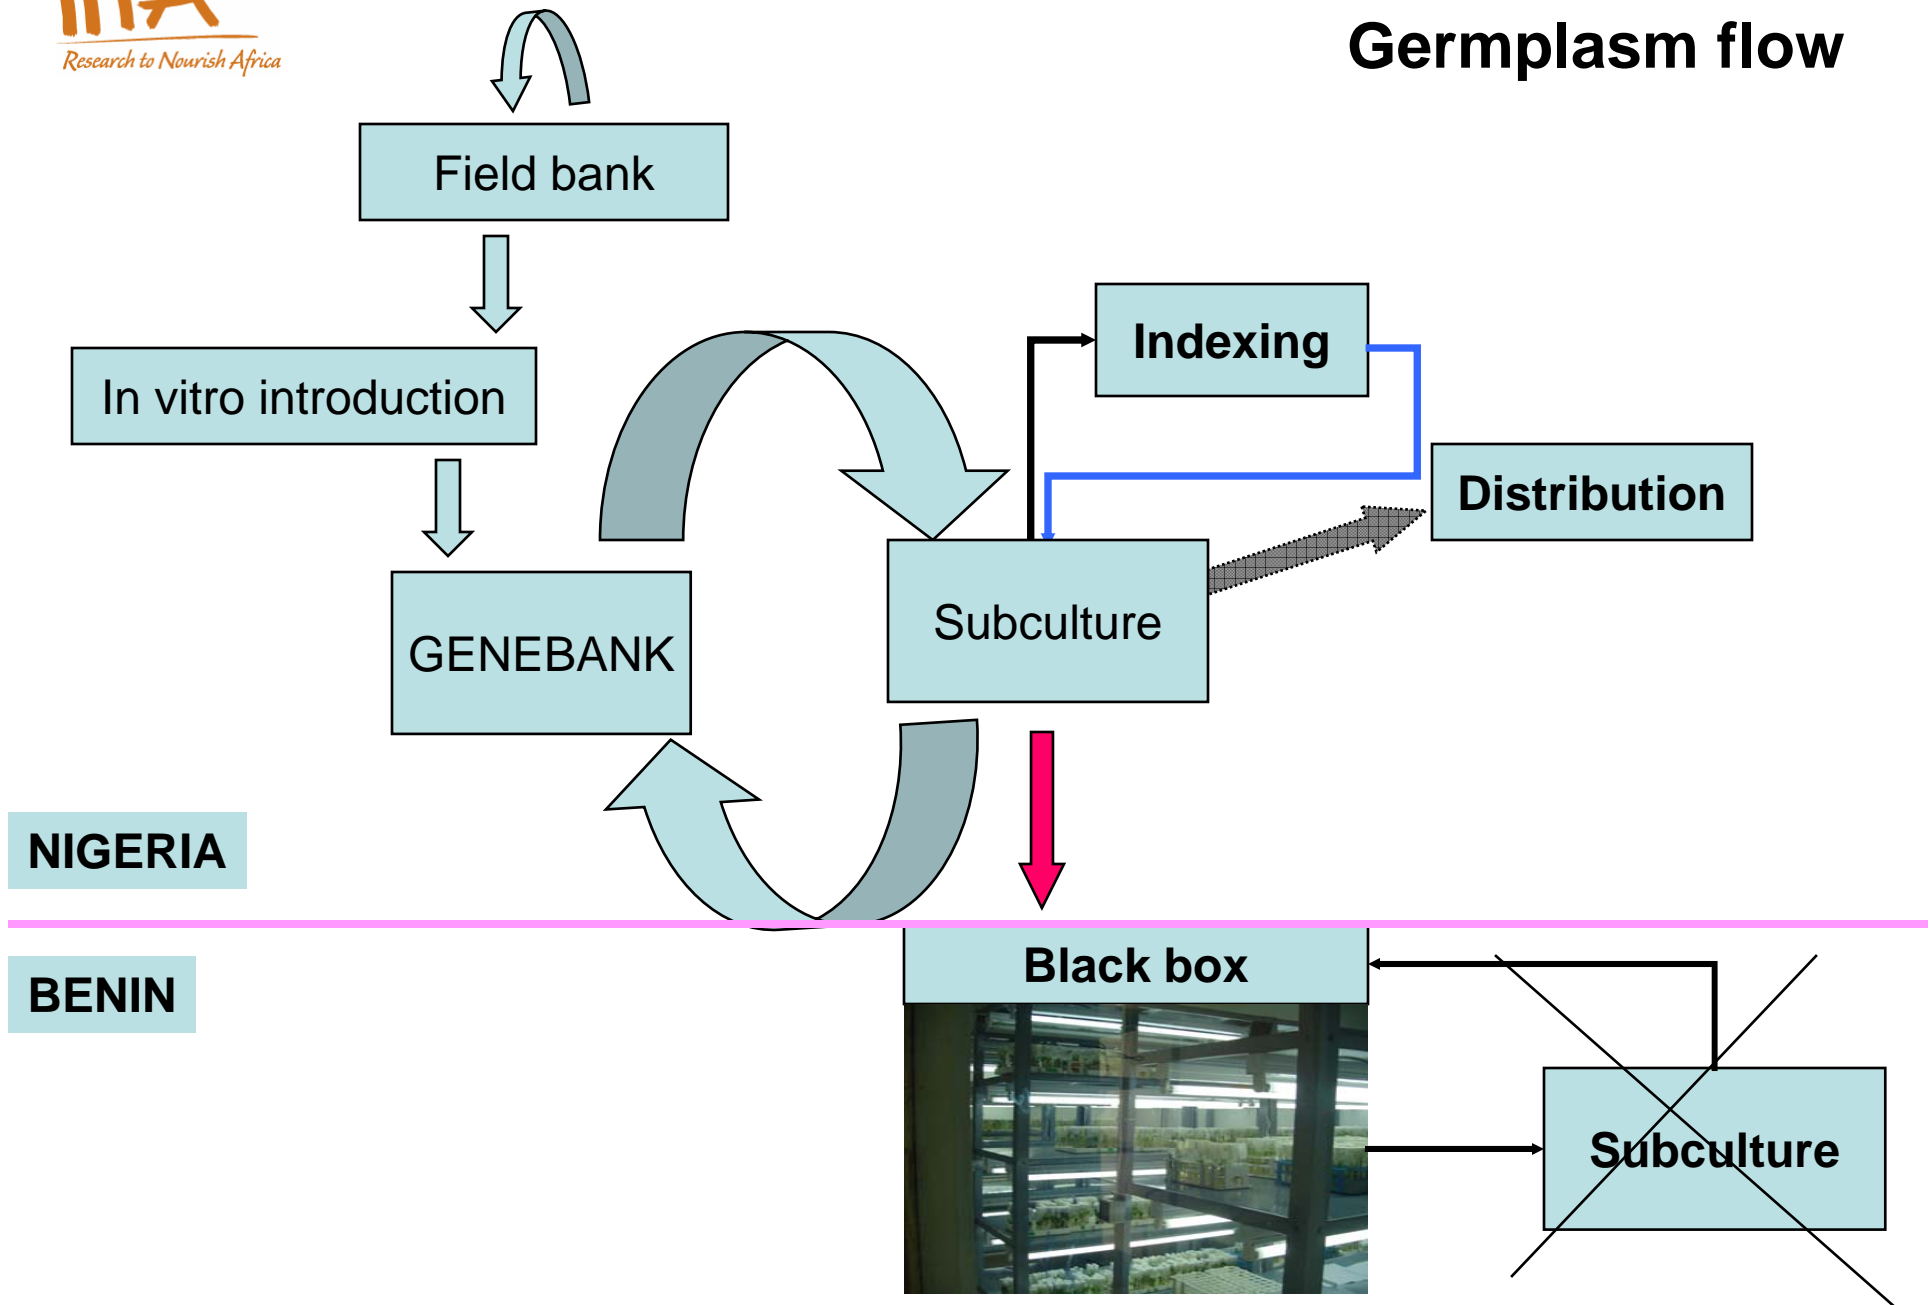 Research to Nourish Africa
Germplasm flow
Field bank
Indexing
In vitro introduction
Distribution
Subculture
GENEBANK
NIGERIA
BENIN
Black box
Subculture